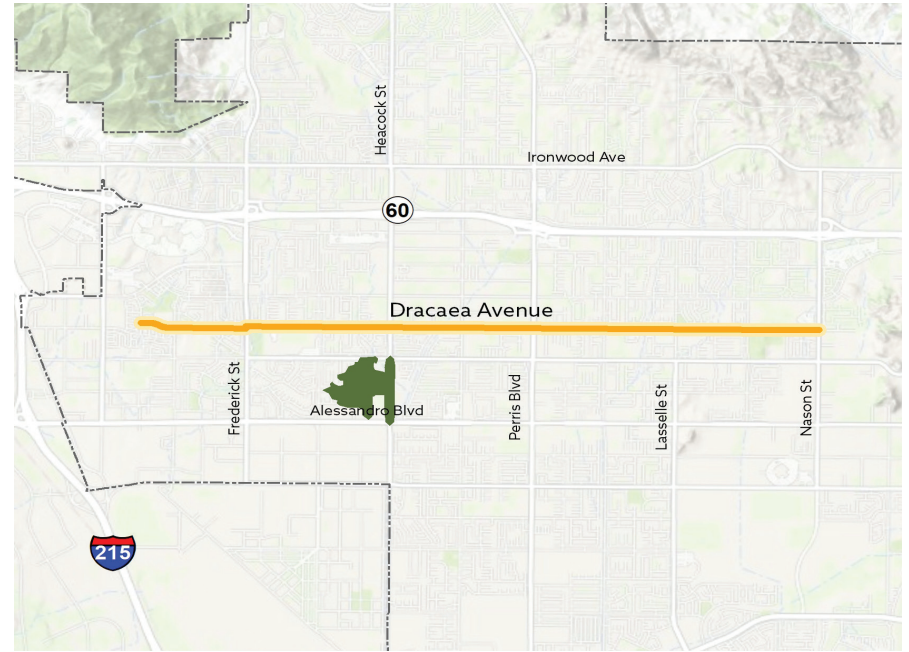 Heacock St
Ironwood Ave
60
Dracaea Avenue
Frederick St
Alessandro Blvd
Perris Blvd
Lasselle St
Nason St
215